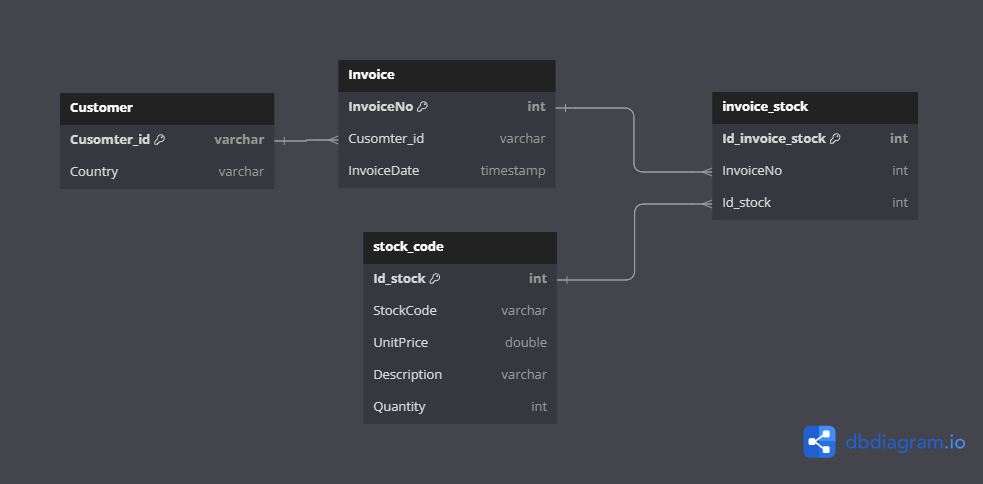 Customer
Cusomter_id varchar
Country varchar
Invoice
InvoiceNo int
Cusomter_id varchar
InvoiceDate timestamp
stock_code
Id_stock int
StockCode varchar
UnitPrice double
Description varchar
Quantity int
invoice_stock
Id_invoice_stock int
InvoiceNo int
Id_stock int
dbdiagram.io